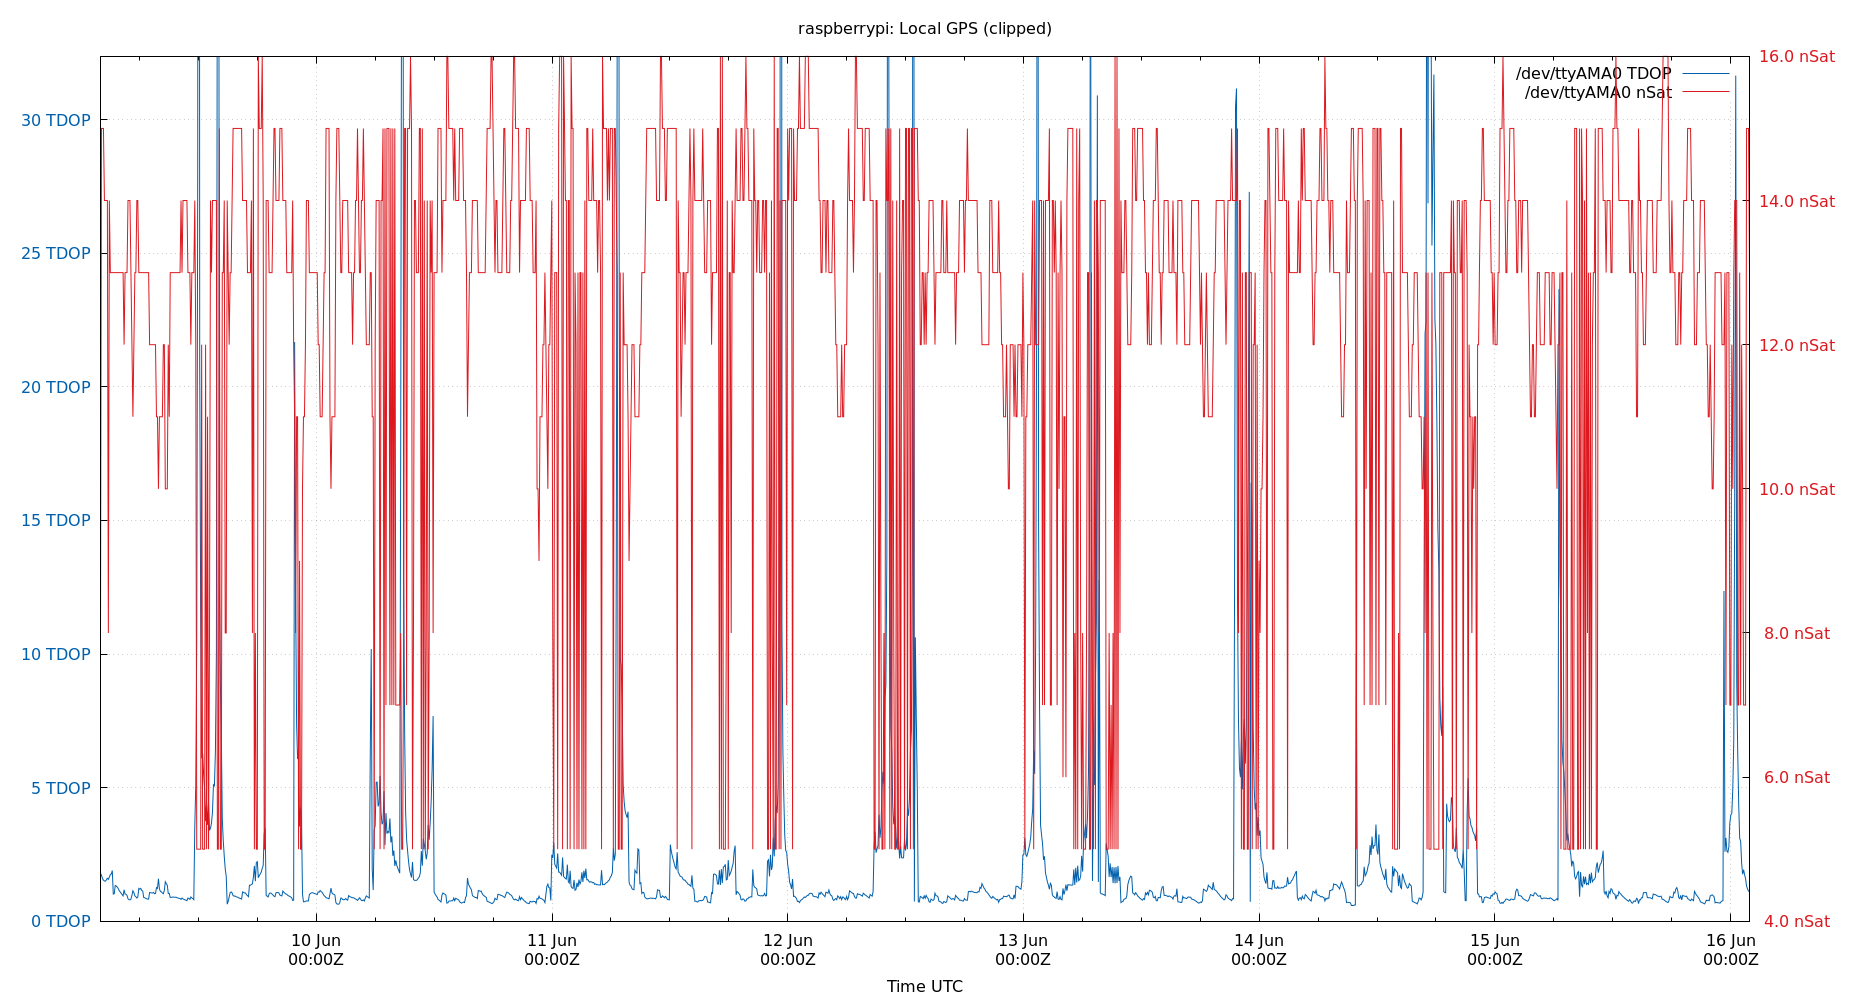 raspberrypi: Local GPS (clipped)
/dev/ttyAMA0 TDOP
/dev/ttyAMA0 nSat
30 TDOP
25 TDOP
20 TDOP
15 TDOP
10 TDOP
5 TDOP
0 TDOP
16.0 nSat
14.0 nSat
12.0 nSat
10.0 nSat
8.0 nSat
6.0 nSat
4.0 nSat
10 Jun
00:00Z
11 Jun
00:00Z
12 Jun
00:00Z
13 Jun
00:00Z
14 Jun
00:00Z
15 Jun
00:00Z
16 Jun
00:00Z
Time UTC